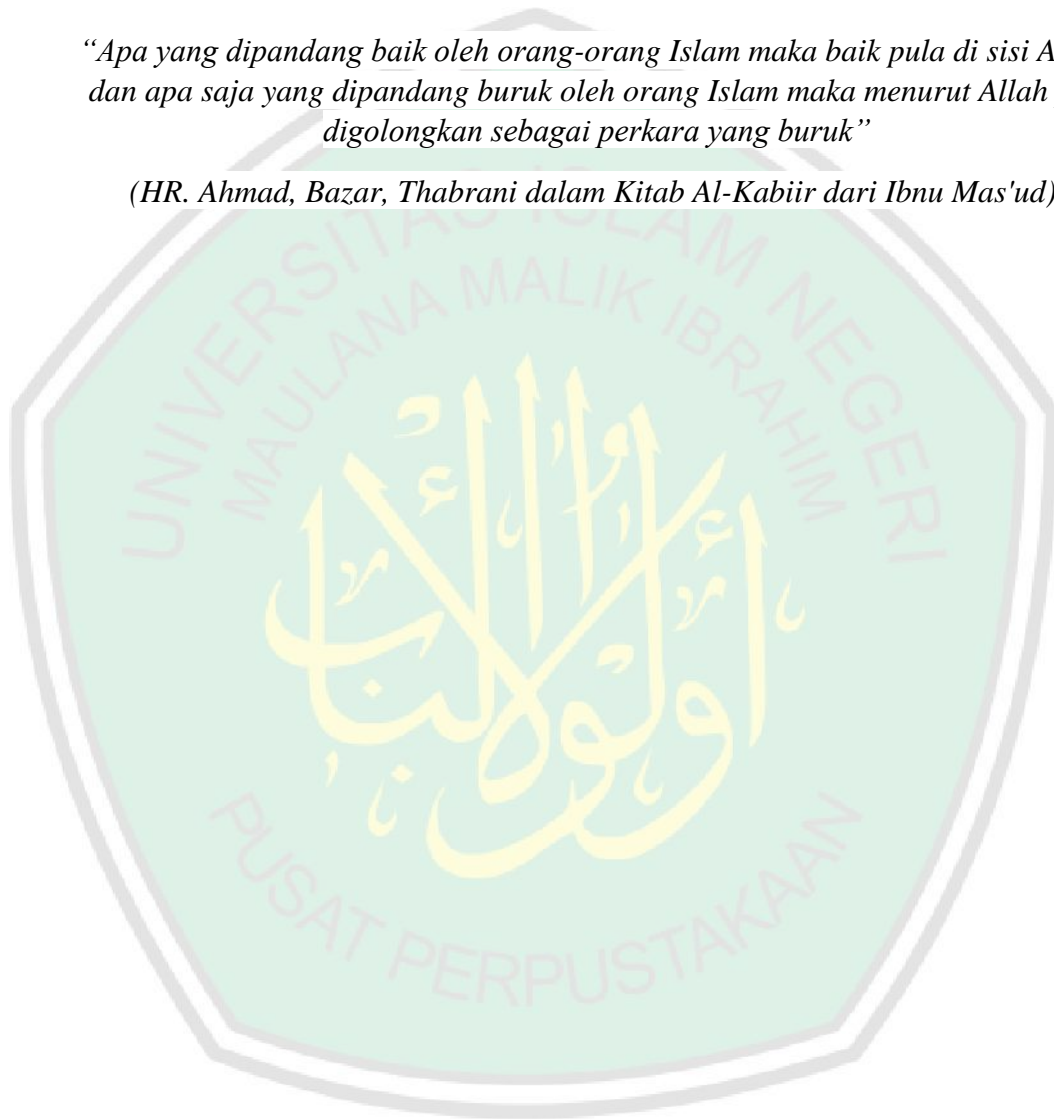 “Apa yang dipandang baik oleh orang-orang Islam maka baik pula di sisi A
dan apa saja yang dipandang buruk oleh orang Islam maka menurut Allah
digolongkan sebagai perkara yang buruk”
(HR. Ahmad, Bazar, Thabrani dalam Kitab Al-Kabiir dari Ibnu Mas'ud)
UNIVERSITAS ISLAM NEGERI
MAULANA MALIK IBRAHIM
أولوا الألباب
PUSAT PERPUSTAKAAN